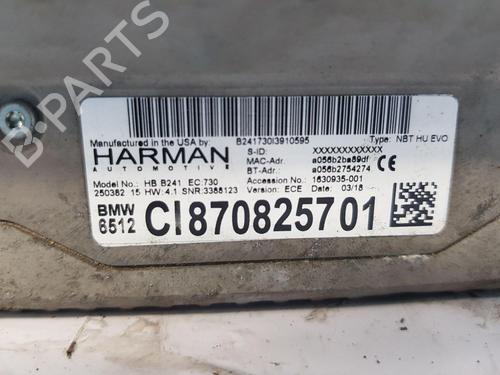 Manufactured in the USA by:
HARMAN
AUTOMOTIVE
B241730I3910595
Type: NBT HU EVO
S-ID: XXXXXXXXXXXX
MAC-Adr. a056b2ba89df
BT-Adr. a056b2754274
CE
Model No: HB B241 EC:730
Accession No 1630935-001
250362 15 HW:4.1 SNR:3388123
Version: ECE Date: 03/18
BMW
6512
CI870825701
B-PARTS